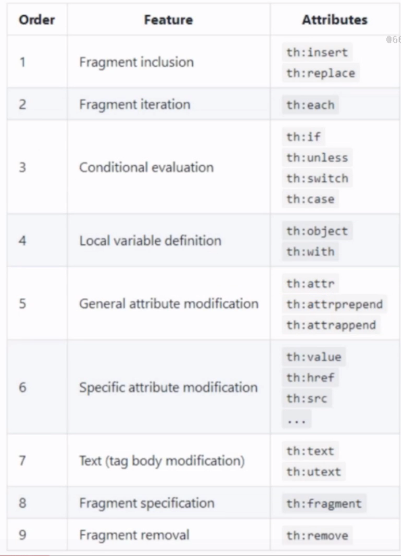 Order Feature Attributes
1 Fragment inclusion th:insert
th:replace
2 Fragment iteration th:each
3 Conditional evaluation th:if
th:unless
th:switch
th:case
4 Local variable definition th:object
th:with
5 General attribute modification th:attr
th:attrprepend
th:attrappend
6 Specific attribute modification th:value
th:href
th:src
...
7 Text (tag body modification) th:text
th:utext
8 Fragment specification th:fragment
9 Fragment removal th:remove